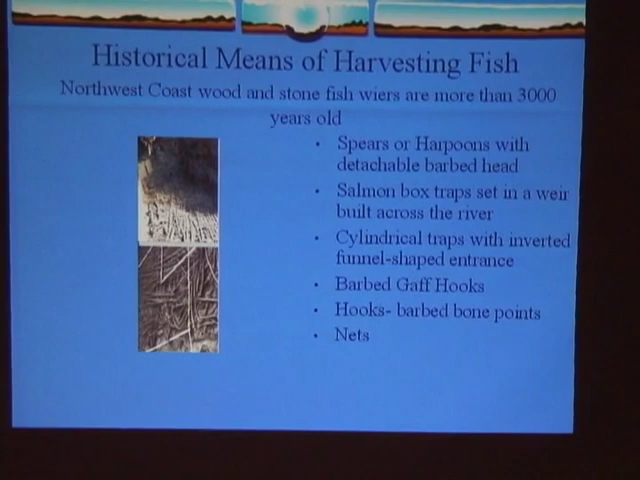 Historical Means of Harvesting Fish
Northwest Coast wood and stone fish wiers are more than 3000
years old
• Spears or Harpoons with
detachable barbed head
• Salmon box traps set in a weir
built across the river
• Cylindrical traps with inverted
funnel-shaped entrance
• Barbed Gaff Hooks
• Hooks- barbed bone points
• Nets